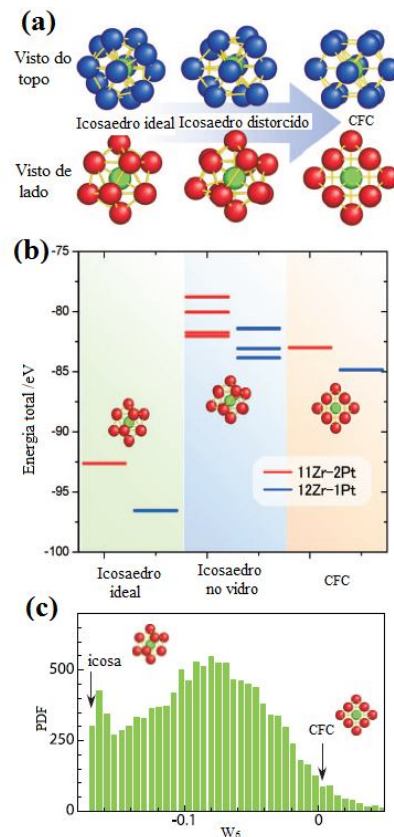 (a)
Visto do
topo
Icosaedro ideal Icosaedro distorcido CFC
Visto de
lado
(b)
-75
-80
-85
-90
-95
-100
Energia total /eV
11Zr-2Pt
12Zr-1Pt
Icosaedro
ideal
Icosaedro
no vidro
CFC
(c)
500
250
0
PDF
icosa
CFC
-0.1
0
W6